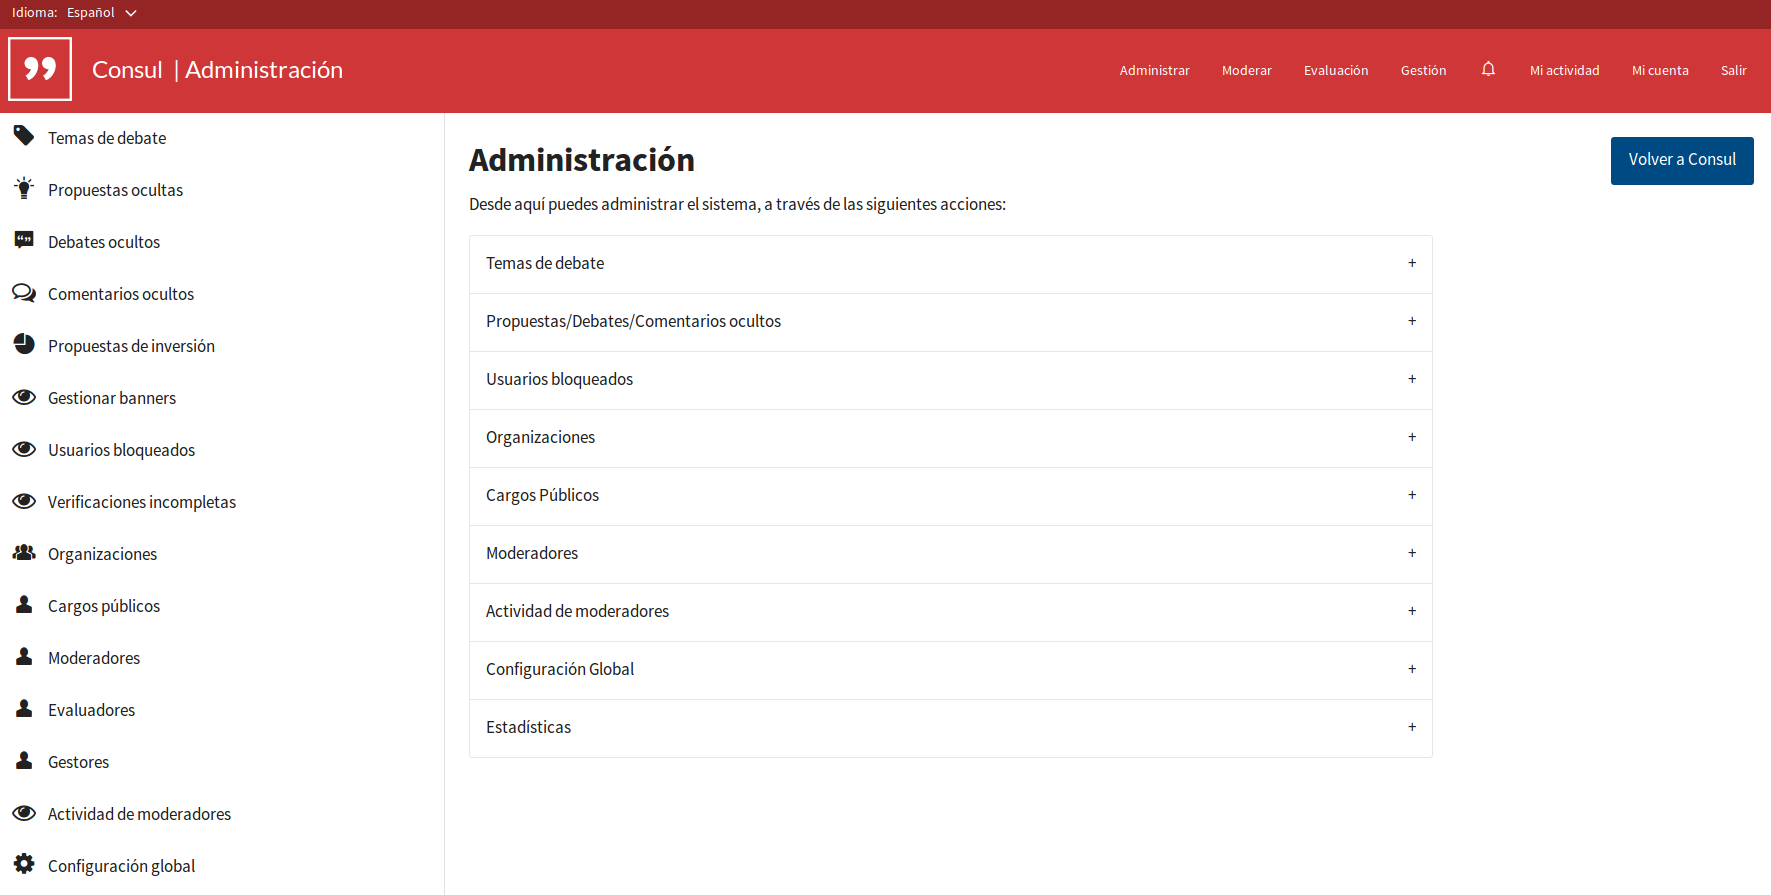 Idioma: Español
Consul | Administración
Administrar Moderar Evaluación Gestión Mi actividad Mi cuenta Salir
Temas de debate
Propuestas ocultas
Debates ocultos
Comentarios ocultos
Propuestas de inversión
Gestionar banners
Usuarios bloqueados
Verificaciones incompletas
Organizaciones
Cargos públicos
Moderadores
Evaluadores
Gestores
Actividad de moderadores
Configuración global
Administración
Volver a Consul
Desde aquí puedes administrar el sistema, a través de las siguientes acciones:
Temas de debate +
Propuestas/Debates/Comentarios ocultos +
Usuarios bloqueados +
Organizaciones +
Cargos Públicos +
Moderadores +
Actividad de moderadores +
Configuración Global +
Estadísticas +